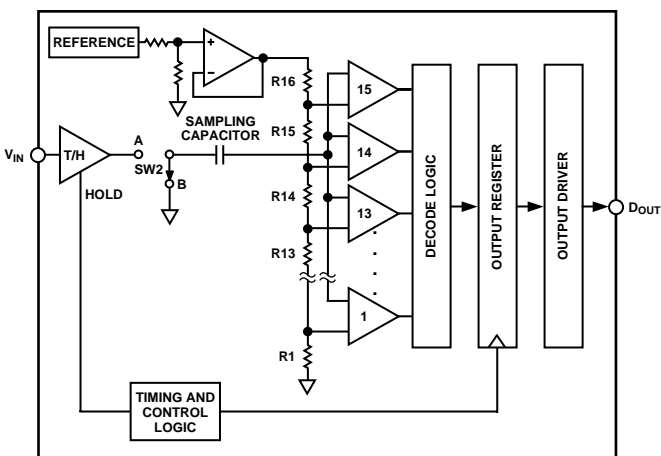 REFERENCE
+
–
R16
R15
R14
R13
R1
15
14
13
1
SAMPLING
CAPACITOR
V_IN
T/H
A
SW2
B
HOLD
DECODE LOGIC
OUTPUT REGISTER
OUTPUT DRIVER
D_OUT
TIMING AND
CONTROL
LOGIC